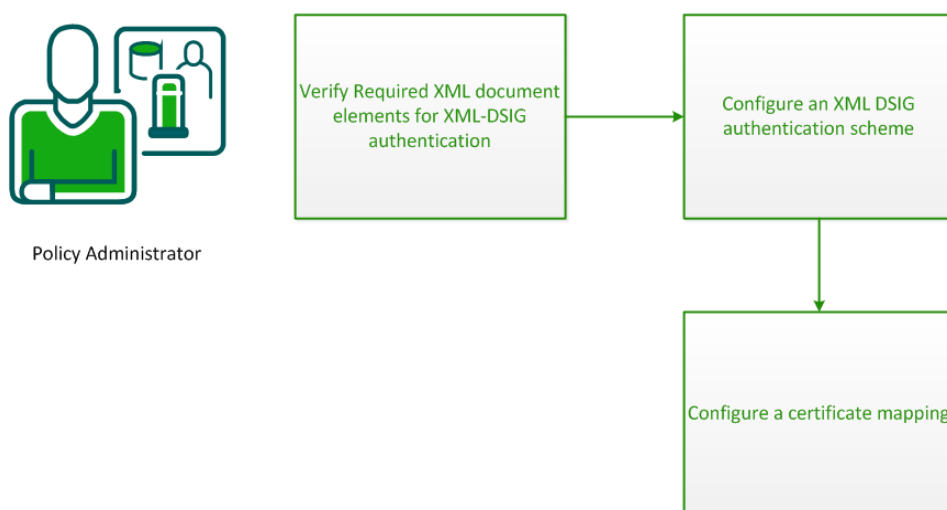 Verify Required XML document
elements for XML-DSIG
authentication
Configure an XML DSIG
authentication scheme
Policy Administrator
Configure a certificate mapping